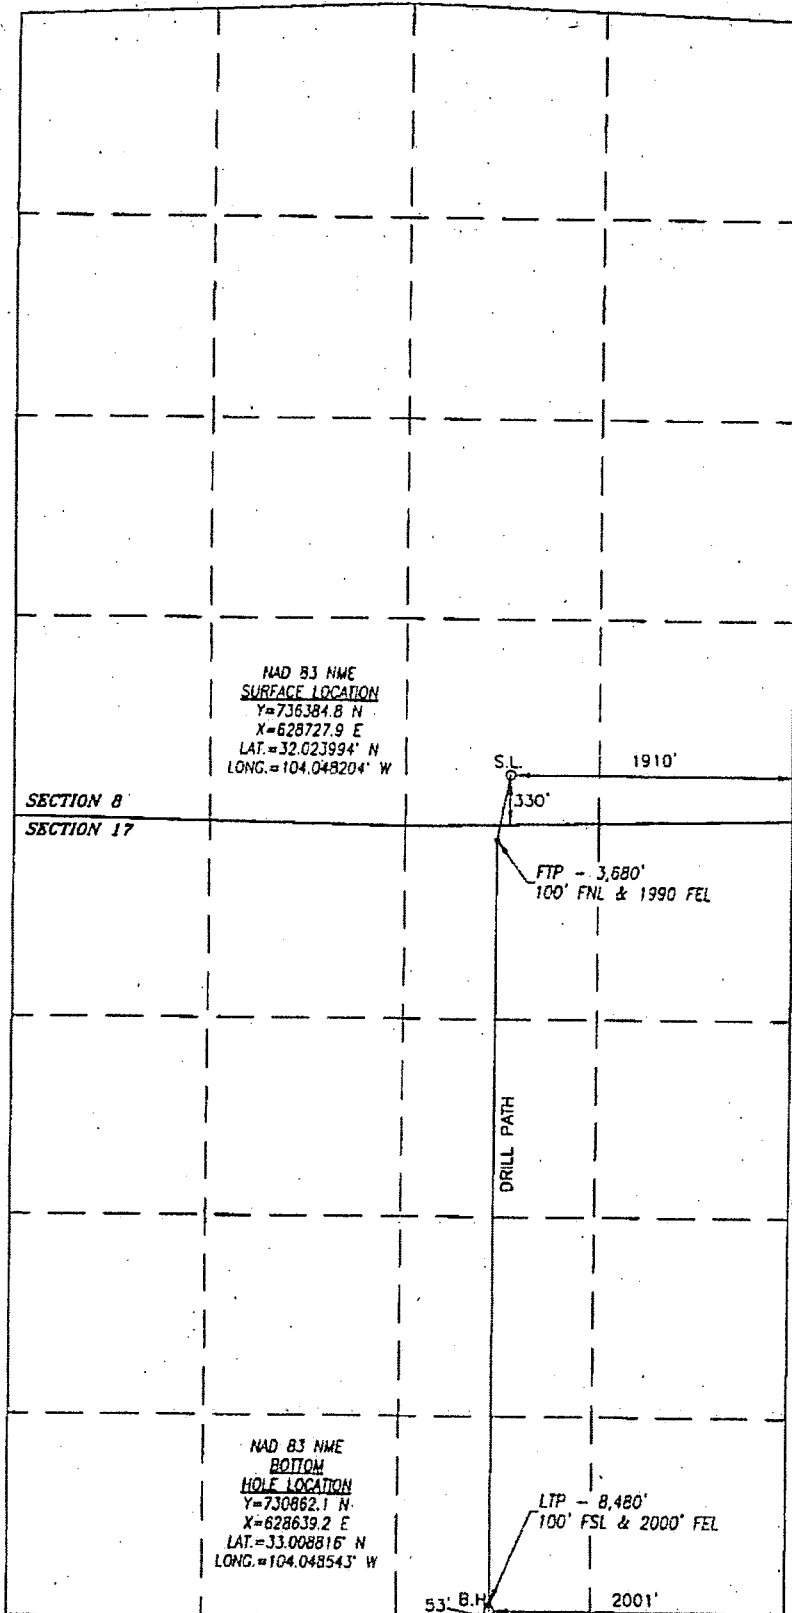 NAD 83 NME
SURFACE LOCATION
Y=736384.8 N
X=628727.9 E
LAT.=32.023994° N
LONG.=104.048204° W
S.L.
1910'
330'
SECTION 8
SECTION 17
FTP - 3,680'
100' FNL & 1990 FEL
DRILL PATH
NAD 83 NME
BOTTOM
HOLE LOCATION
Y=730862.1 N
X=628639.2 E
LAT.=33.008816° N
LONG.=104.048543° W
LTP - 8,480'
100' FSL & 2000' FEL
53' B.H.
2001'